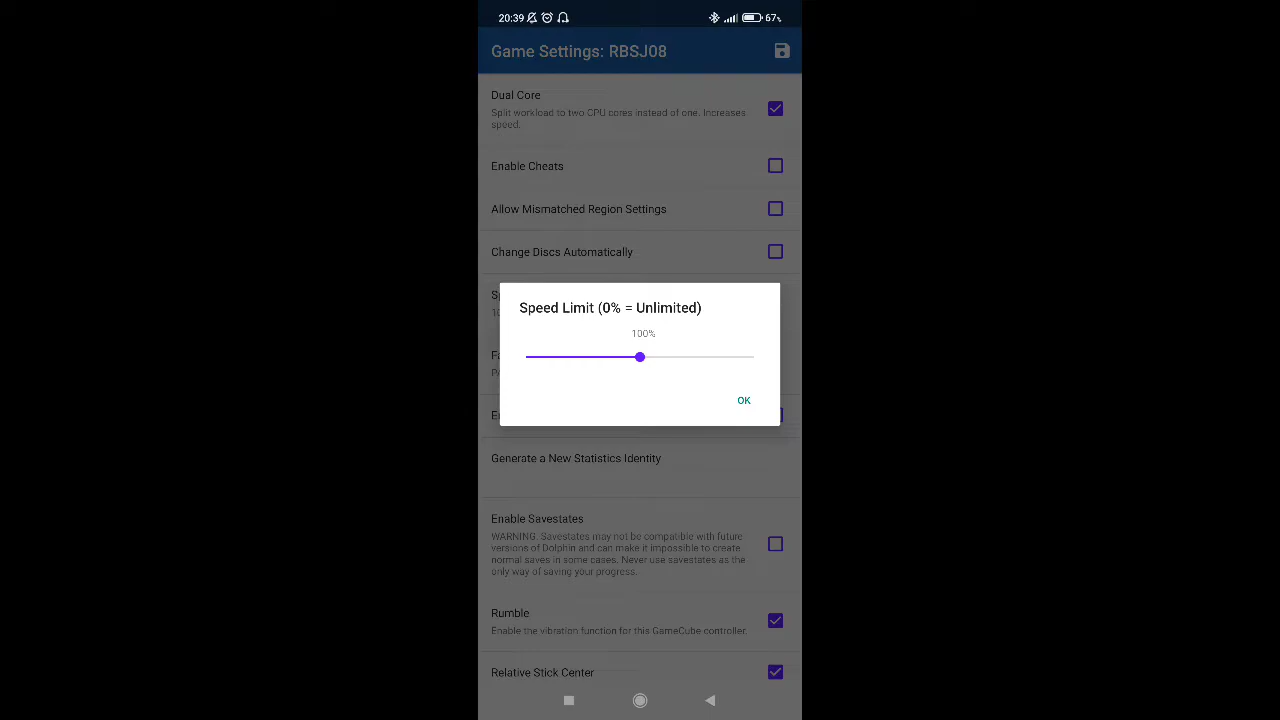 20:39
67%
Game Settings: RBSJ08
Dual Core
Split workload to two CPU cores instead of one. Increases
speed.
Enable Cheats
Allow Mismatched Region Settings
Change Discs Automatically
Speed Limit (0% = Unlimited)
100%
OK
Generate a New Statistics Identity
Enable Savestates
WARNING: Savestates may not be compatible with future
versions of Dolphin and can make it impossible to create
normal saves in some cases. Never use savestates as the
only way of saving your progress.
Rumble
Enable the vibration function for this GameCube controller.
Relative Stick Center